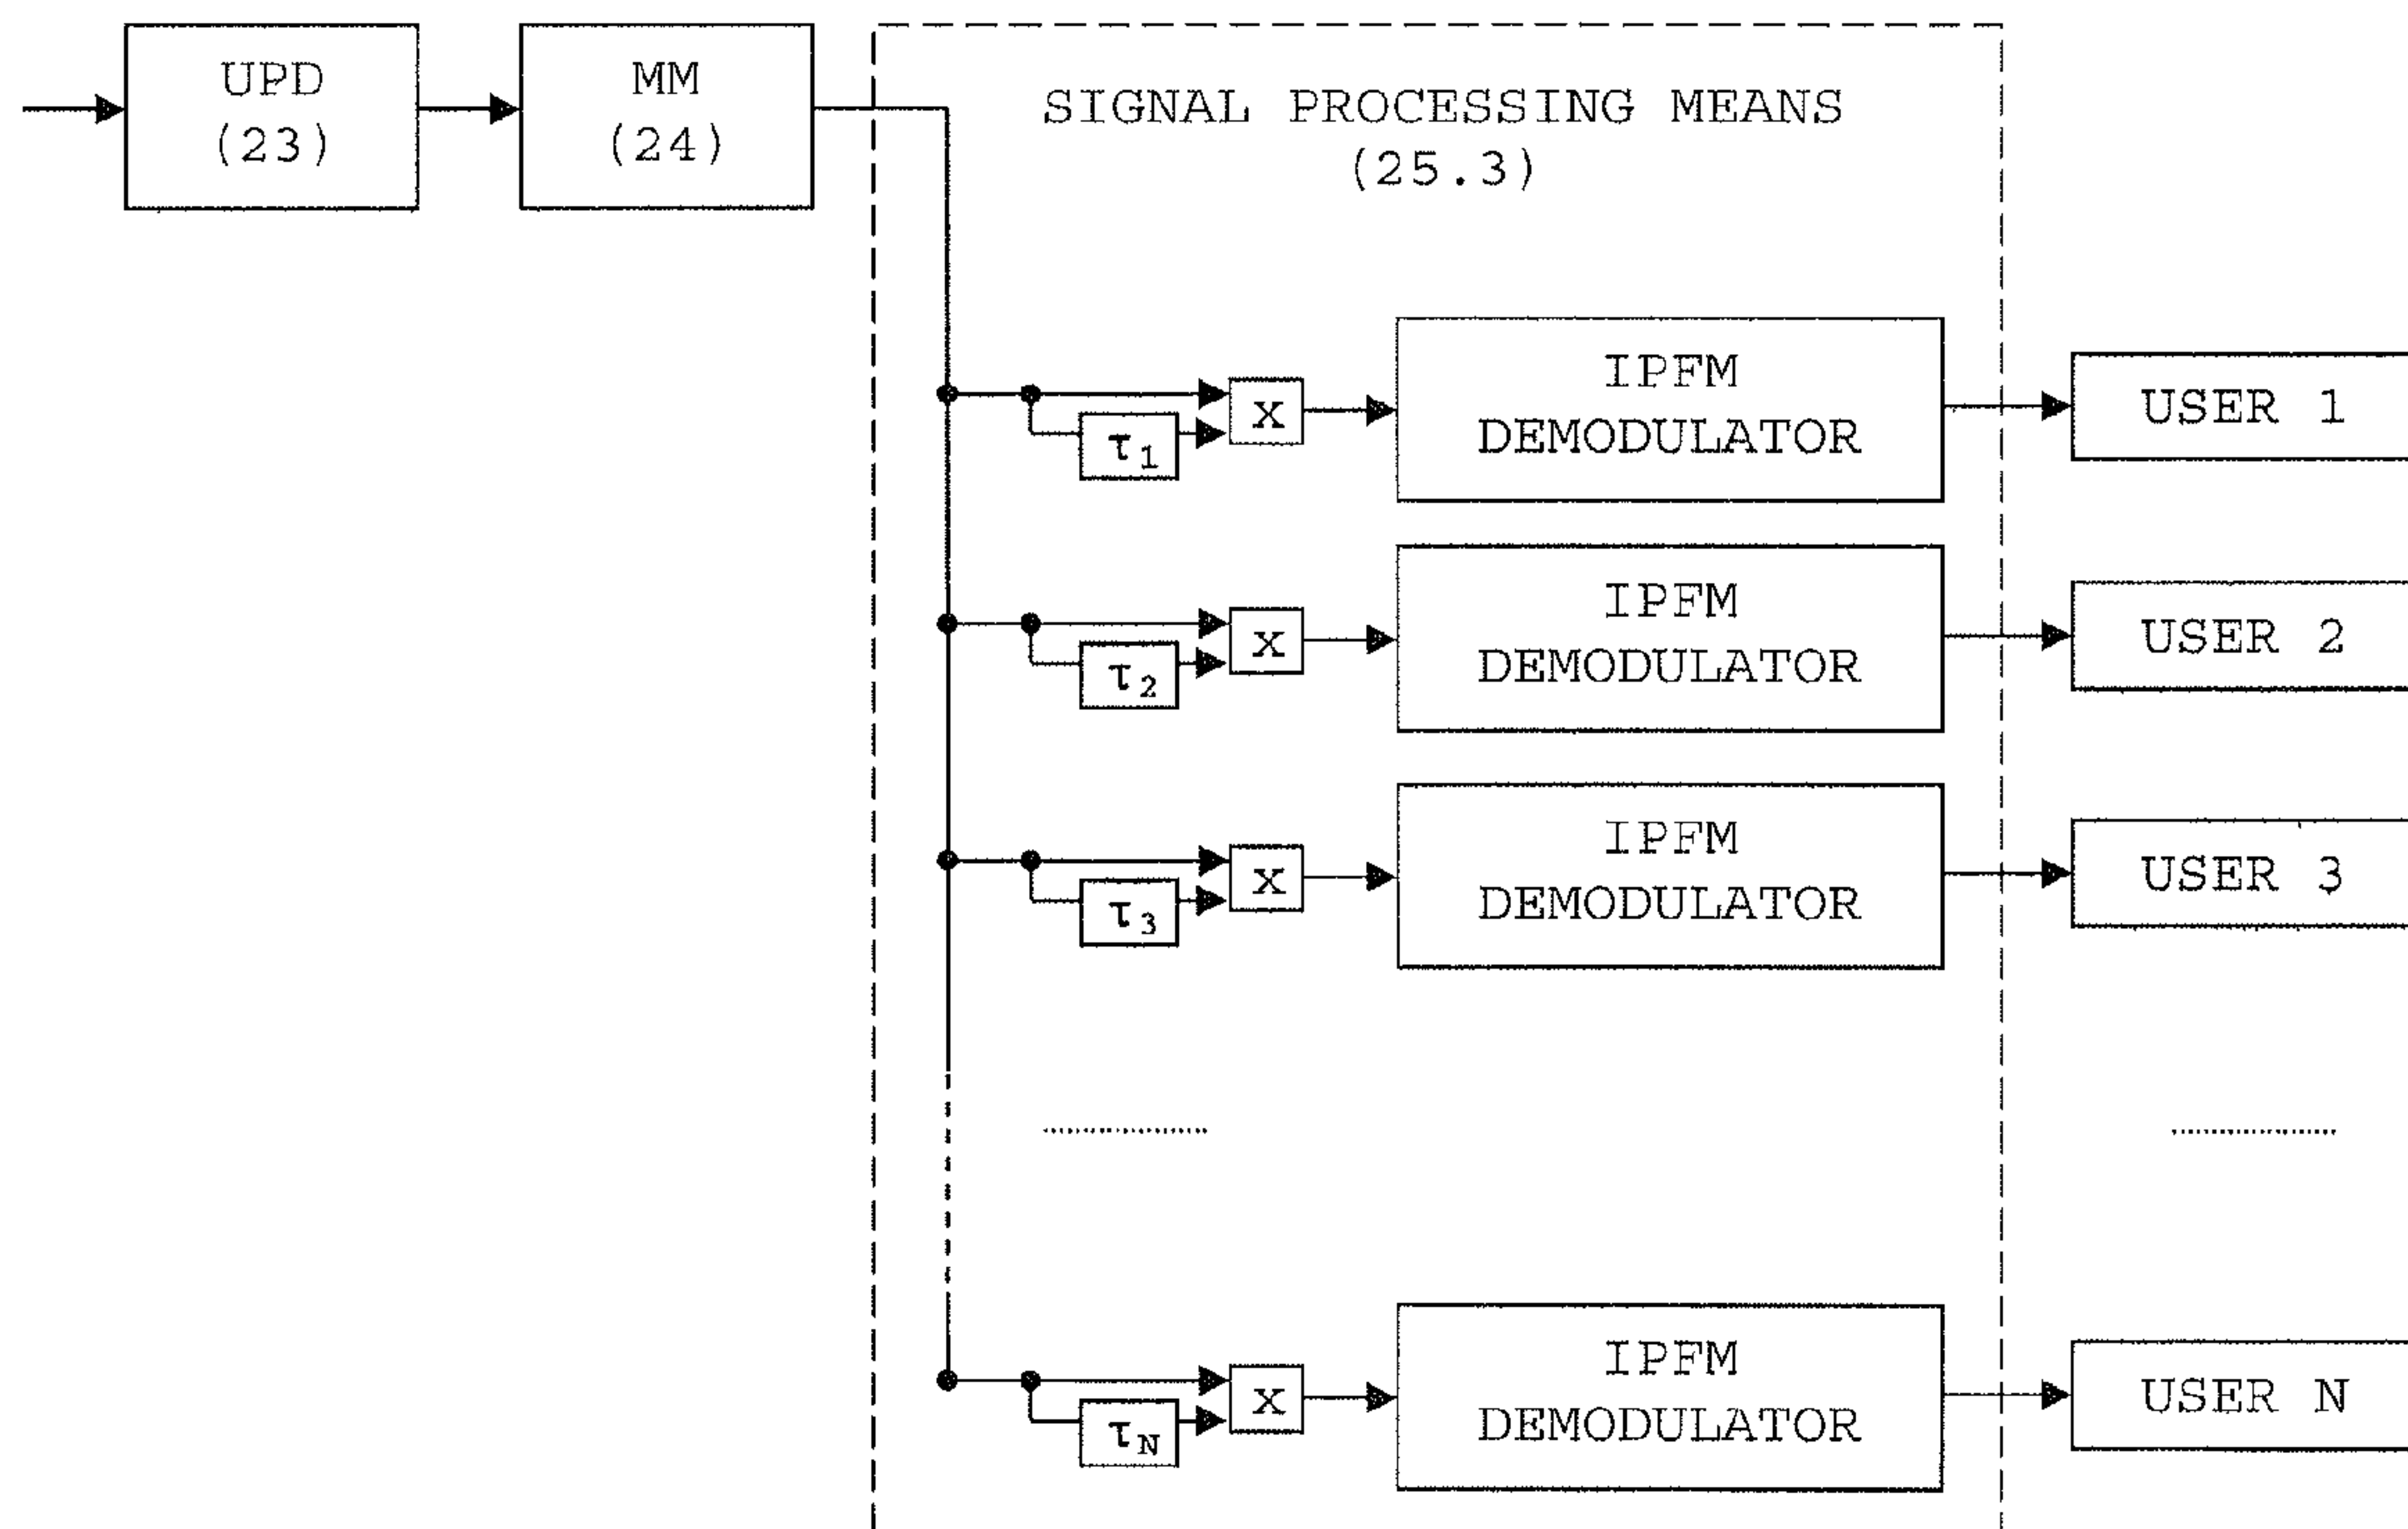 UPD
(23)
MM
(24)
SIGNAL PROCESSING MEANS
(25.3)
τ1
X
IPFM
DEMODULATOR
USER 1
τ2
X
IPFM
DEMODULATOR
USER 2
τ3
X
IPFM
DEMODULATOR
USER 3
τN
X
IPFM
DEMODULATOR
USER N